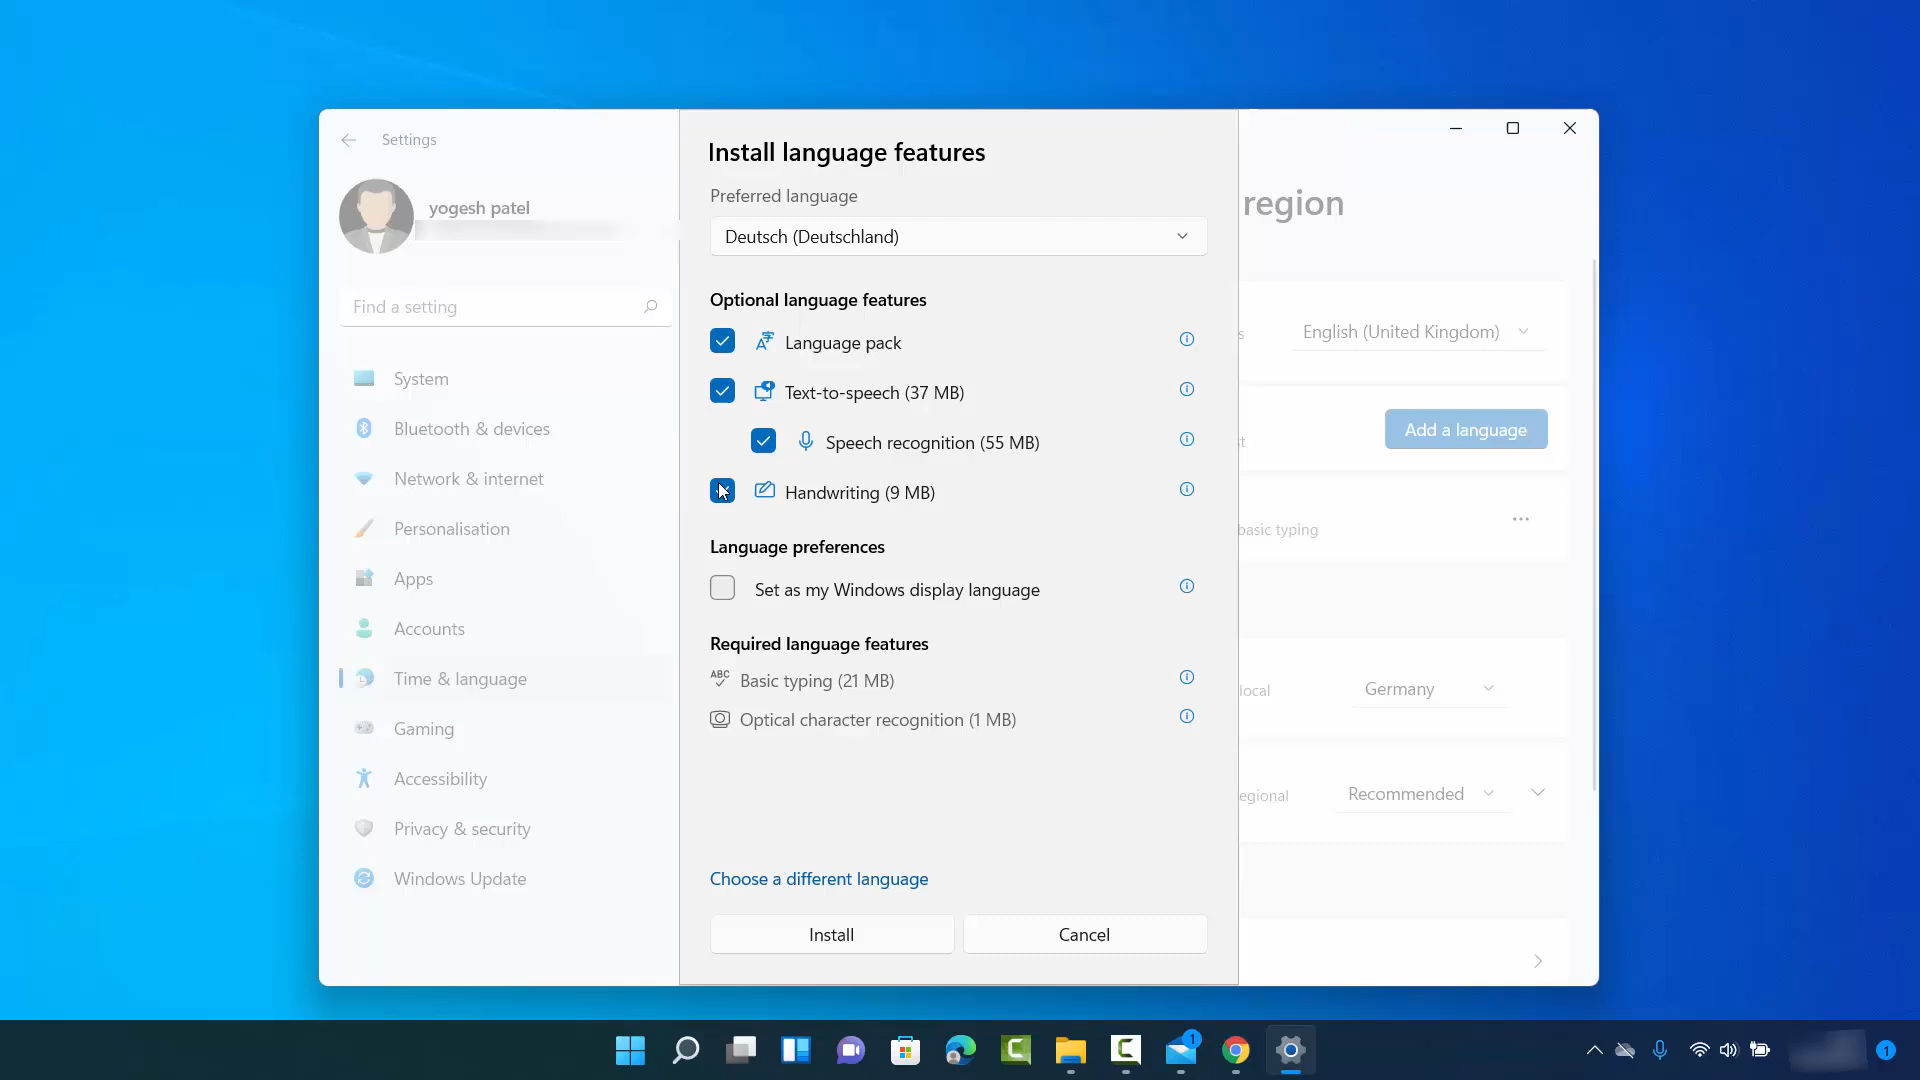 Settings
yogesh patel
Find a setting
System
Bluetooth & devices
Network & internet
Personalisation
Apps
Accounts
Time & language
Gaming
Accessibility
Privacy & security
Windows Update
Install language features
Preferred language
Deutsch (Deutschland)
Optional language features
Language pack
Text-to-speech (37 MB)
Speech recognition (55 MB)
Handwriting (9 MB)
Language preferences
Set as my Windows display language
Required language features
ABC
Basic typing (21 MB)
Optical character recognition (1 MB)
Choose a different language
Install
Cancel
region
s
English (United Kingdom)
st
Add a language
basic typing
local
Germany
egional
Recommended
1
1